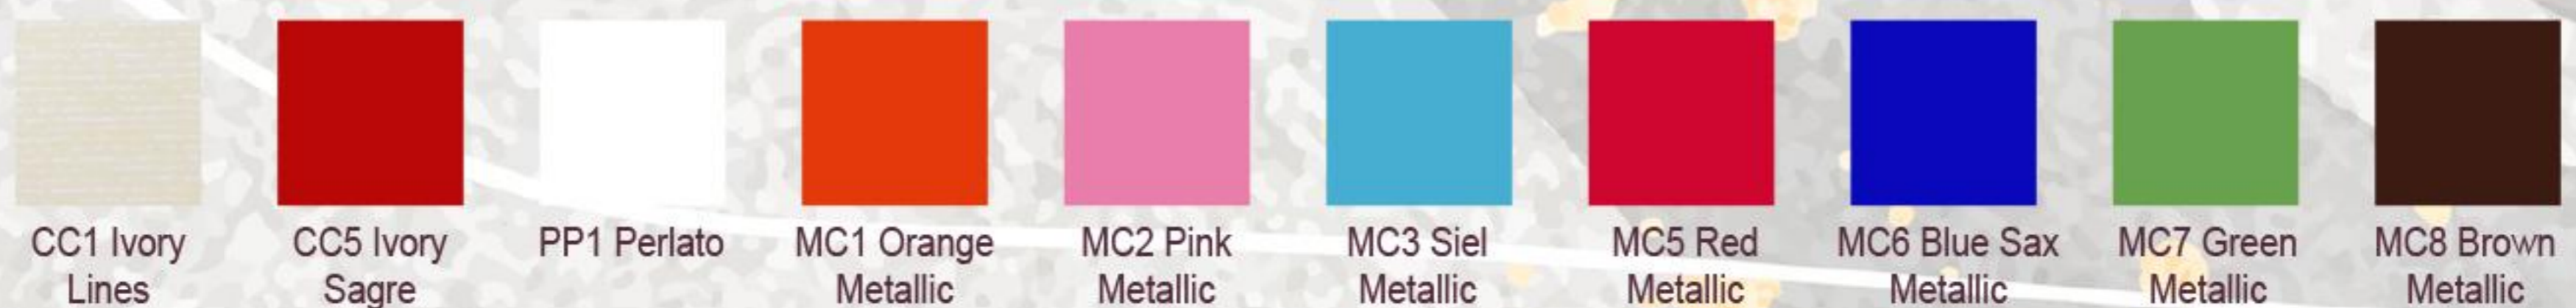 CC1 Ivory
Lines
CC5 Ivory
Sagre
PP1 Perlato
MC1 Orange
Metallic
MC2 Pink
Metallic
MC3 Siel
Metallic
MC5 Red
Metallic
MC6 Blue Sax
Metallic
MC7 Green
Metallic
MC8 Brown
Metallic